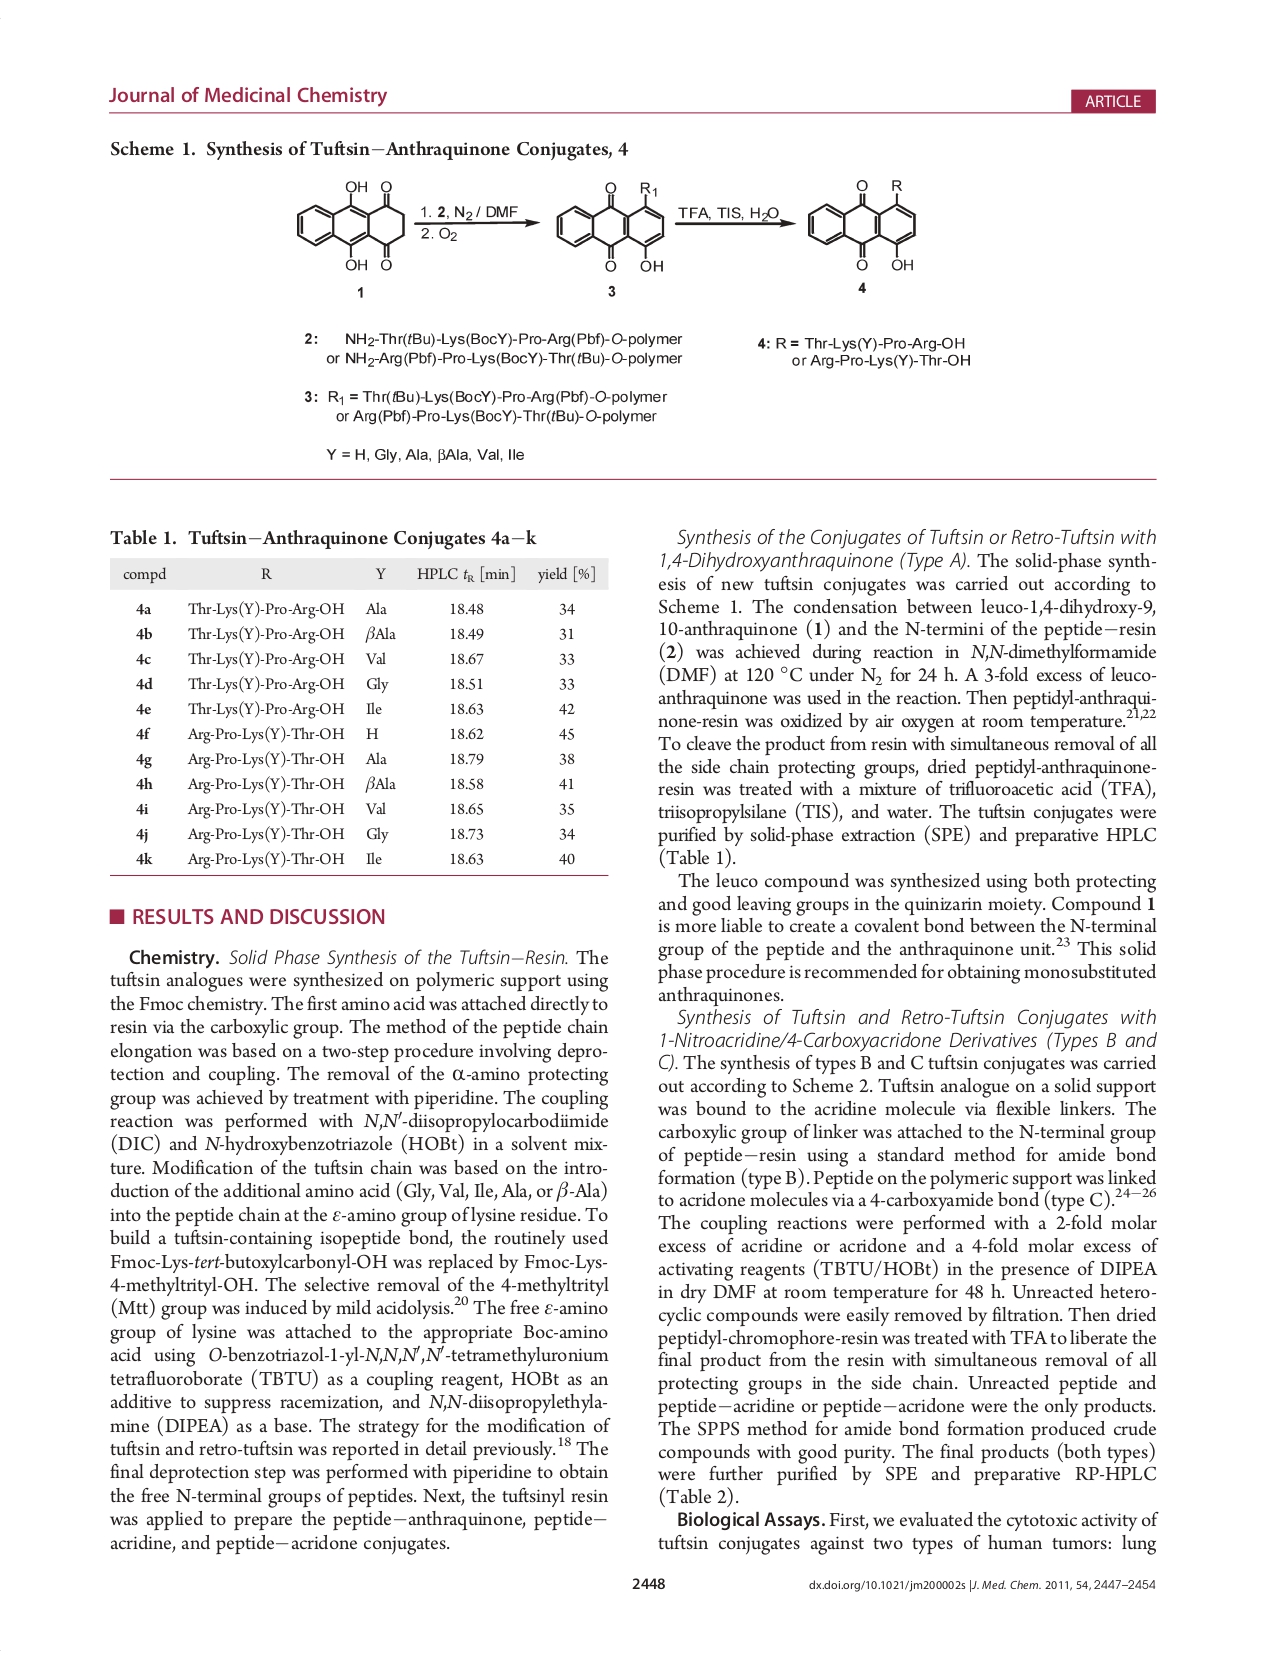 Journal of Medicinal Chemistry
ARTICLE
Scheme 1. Synthesis of Tuftsin−Anthraquinone Conjugates, 4
OH O
OH O
1
1. 2, N2 / DMF
2. O2
O R1
O OH
3
TFA, TIS, H2O
O R
O OH
4
2: NH2-Thr(tBu)-Lys(BocY)-Pro-Arg(Pbf)-O-polymer
or NH2-Arg(Pbf)-Pro-Lys(BocY)-Thr(tBu)-O-polymer
4: R = Thr-Lys(Y)-Pro-Arg-OH
or Arg-Pro-Lys(Y)-Thr-OH
3: R1 = Thr(tBu)-Lys(BocY)-Pro-Arg(Pbf)-O-polymer
or Arg(Pbf)-Pro-Lys(BocY)-Thr(tBu)-O-polymer
Y = H, Gly, Ala, βAla, Val, Ile
Table 1. Tuftsin−Anthraquinone Conjugates 4a−k
compd R Y HPLC tR [min] yield [%]
4a Thr-Lys(Y)-Pro-Arg-OH Ala 18.48 34
4b Thr-Lys(Y)-Pro-Arg-OH βAla 18.49 31
4c Thr-Lys(Y)-Pro-Arg-OH Val 18.67 33
4d Thr-Lys(Y)-Pro-Arg-OH Gly 18.51 33
4e Thr-Lys(Y)-Pro-Arg-OH Ile 18.63 42
4f Arg-Pro-Lys(Y)-Thr-OH H 18.62 45
4g Arg-Pro-Lys(Y)-Thr-OH Ala 18.79 38
4h Arg-Pro-Lys(Y)-Thr-OH βAla 18.58 41
4i Arg-Pro-Lys(Y)-Thr-OH Val 18.65 35
4j Arg-Pro-Lys(Y)-Thr-OH Gly 18.73 34
4k Arg-Pro-Lys(Y)-Thr-OH Ile 18.63 40
RESULTS AND DISCUSSION
Chemistry. Solid Phase Synthesis of the Tuftsin−Resin. The
tuftsin analogues were synthesized on polymeric support using
the Fmoc chemistry. The first amino acid was attached directly to
resin via the carboxylic group. The method of the peptide chain
elongation was based on a two-step procedure involving depro-
tection and coupling. The removal of the α-amino protecting
group was achieved by treatment with piperidine. The coupling
reaction was performed with N,N′-diisopropylocarbodiimide
(DIC) and N-hydroxybenzotriazole (HOBt) in a solvent mix-
ture. Modification of the tuftsin chain was based on the intro-
duction of the additional amino acid (Gly, Val, Ile, Ala, or β-Ala)
into the peptide chain at the ε-amino group of lysine residue. To
build a tuftsin-containing isopeptide bond, the routinely used
Fmoc-Lys-tert-butoxylcarbonyl-OH was replaced by Fmoc-Lys-
4-methyltrityl-OH. The selective removal of the 4-methyltrityl
(Mtt) group was induced by mild acidolysis.20 The free ε-amino
group of lysine was attached to the appropriate Boc-amino
acid using O-benzotriazol-1-yl-N,N,N′,N′-tetramethyluronium
tetrafluoroborate (TBTU) as a coupling reagent, HOBt as an
additive to suppress racemization, and N,N-diisopropylethyla-
mine (DIPEA) as a base. The strategy for the modification of
tuftsin and retro-tuftsin was reported in detail previously.18 The
final deprotection step was performed with piperidine to obtain
the free N-terminal groups of peptides. Next, the tuftsinyl resin
was applied to prepare the peptide−anthraquinone, peptide−
acridine, and peptide−acridone conjugates.
Synthesis of the Conjugates of Tuftsin or Retro-Tuftsin with
1,4-Dihydroxyanthraquinone (Type A). The solid-phase synth-
esis of new tuftsin conjugates was carried out according to
Scheme 1. The condensation between leuco-1,4-dihydroxy-9,
10-anthraquinone (1) and the N-termini of the peptide−resin
(2) was achieved during reaction in N,N-dimethylformamide
(DMF) at 120 °C under N2 for 24 h. A 3-fold excess of leuco-
anthraquinone was used in the reaction. Then peptidyl-anthraqui-
none-resin was oxidized by air oxygen at room temperature.21,22
To cleave the product from resin with simultaneous removal of all
the side chain protecting groups, dried peptidyl-anthraquinone-
resin was treated with a mixture of trifluoroacetic acid (TFA),
triisopropylsilane (TIS), and water. The tuftsin conjugates were
purified by solid-phase extraction (SPE) and preparative HPLC
(Table 1).
The leuco compound was synthesized using both protecting
and good leaving groups in the quinizarin moiety. Compound 1
is more liable to create a covalent bond between the N-terminal
group of the peptide and the anthraquinone unit.23 This solid
phase procedure is recommended for obtaining monosubstituted
anthraquinones.
Synthesis of Tuftsin and Retro-Tuftsin Conjugates with
1-Nitroacridine/4-Carboxyacridone Derivatives (Types B and
C). The synthesis of types B and C tuftsin conjugates was carried
out according to Scheme 2. Tuftsin analogue on a solid support
was bound to the acridine molecule via flexible linkers. The
carboxylic group of linker was attached to the N-terminal group
of peptide−resin using a standard method for amide bond
formation (type B). Peptide on the polymeric support was linked
to acridone molecules via a 4-carboxyamide bond (type C).24−26
The coupling reactions were performed with a 2-fold molar
excess of acridine or acridone and a 4-fold molar excess of
activating reagents (TBTU/HOBt) in the presence of DIPEA
in dry DMF at room temperature for 48 h. Unreacted hetero-
cyclic compounds were easily removed by filtration. Then dried
peptidyl-chromophore-resin was treated with TFA to liberate the
final product from the resin with simultaneous removal of all
protecting groups in the side chain. Unreacted peptide and
peptide−acridine or peptide−acridone were the only products.
The SPPS method for amide bond formation produced crude
compounds with good purity. The final products (both types)
were further purified by SPE and preparative RP-HPLC
(Table 2).
Biological Assays. First, we evaluated the cytotoxic activity of
tuftsin conjugates against two types of human tumors: lung
2448
dx.doi.org/10.1021/jm200002s |J. Med. Chem. 2011, 54, 2447–2454